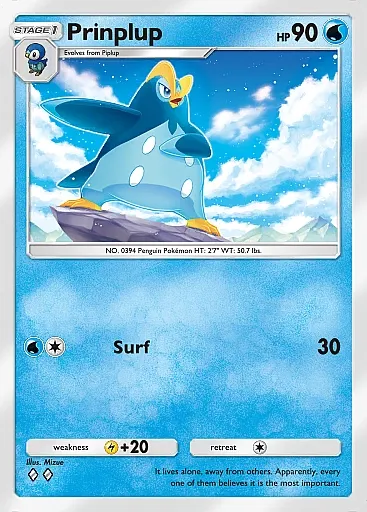 STAGE 1 Prinplup HP 90
Evolves from Piplup
NO. 0394 Penguin Pokémon HT: 2'7" WT: 50.7 lbs.
Surf 30
weakness +20 retreat
Illus. Mizue
It lives alone, away from others. Apparently, every
one of them believes it is the most important.